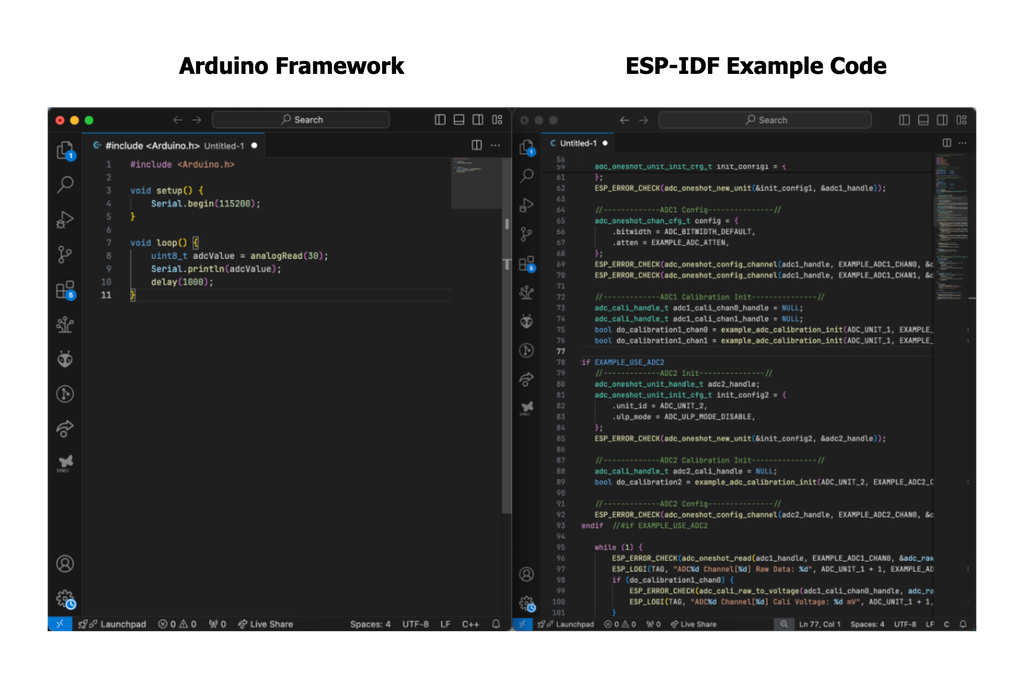 Arduino Framework
ESP-IDF Example Code
Search
#include <Arduino.h> Untitled-1
1 #include <Arduino.h>
2
3 void setup() {
4 Serial.begin(115200);
5 }
6
7 void loop() {
8 uint8_t adcValue = analogRead(30);
9 Serial.println(adcValue);
10 delay(1000);
11 }
1
5
Launchpad 0 0 0 Live Share Spaces: 4 UTF-8 LF C++
Search
C Untitled-1
56
59 adc_oneshot_unit_init_cfg_t init_config1 = {
61 };
62 ESP_ERROR_CHECK(adc_oneshot_new_unit(&init_config1, &adc1_handle));
63
64 //-------------ADC1 Config---------------//
65 adc_oneshot_chan_cfg_t config = {
66 .bitwidth = ADC_BITWIDTH_DEFAULT,
67 .atten = EXAMPLE_ADC_ATTEN,
68 };
69 ESP_ERROR_CHECK(adc_oneshot_config_channel(adc1_handle, EXAMPLE_ADC1_CHAN0, &c
70 ESP_ERROR_CHECK(adc_oneshot_config_channel(adc1_handle, EXAMPLE_ADC1_CHAN1, &c
71
72 //-------------ADC1 Calibration Init---------------//
73 adc_cali_handle_t adc1_cali_chan0_handle = NULL;
74 adc_cali_handle_t adc1_cali_chan1_handle = NULL;
75 bool do_calibration1_chan0 = example_adc_calibration_init(ADC_UNIT_1, EXAMPLE_
76 bool do_calibration1_chan1 = example_adc_calibration_init(ADC_UNIT_1, EXAMPLE_
77
78 if EXAMPLE_USE_ADC2
79 //-------------ADC2 Init---------------//
80 adc_oneshot_unit_handle_t adc2_handle;
81 adc_oneshot_unit_init_cfg_t init_config2 = {
82 .unit_id = ADC_UNIT_2,
83 .ulp_mode = ADC_ULP_MODE_DISABLE,
84 };
85 ESP_ERROR_CHECK(adc_oneshot_new_unit(&init_config2, &adc2_handle));
86
87 //-------------ADC2 Calibration Init---------------//
88 adc_cali_handle_t adc2_cali_handle = NULL;
89 bool do_calibration2 = example_adc_calibration_init(ADC_UNIT_2, EXAMPLE_ADC2_C
90
91 //-------------ADC2 Config---------------//
92 ESP_ERROR_CHECK(adc_oneshot_config_channel(adc2_handle, EXAMPLE_ADC2_CHAN0, &c
93 endif //#if EXAMPLE_USE_ADC2
94
95 while (1) {
96 ESP_ERROR_CHECK(adc_oneshot_read(adc1_handle, EXAMPLE_ADC1_CHAN0, &adc_raw
97 ESP_LOGI(TAG, "ADC%d Channel[%d] Raw Data: %d", ADC_UNIT_1 + 1, EXAMPLE_AD
98 if (do_calibration1_chan0) {
99 ESP_ERROR_CHECK(adc_cali_raw_to_voltage(adc1_cali_chan0_handle, adc_ra
100 ESP_LOGI(TAG, "ADC%d Channel[%d] Cali Voltage: %d mV", ADC_UNIT_1 + 1,
101 }
1
5
Launchpad 0 0 0 Live Share Ln 77, Col 1 Spaces: 4 UTF-8 LF C